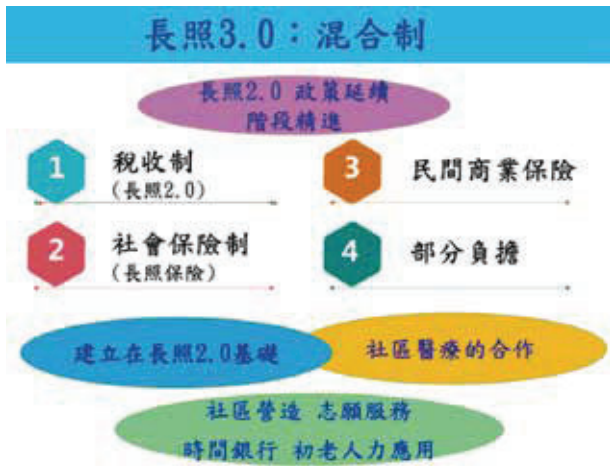 長照3.0：混合制
長照2.0 政策延續
階段精進
1
稅收制
(長照2.0)
2
社會保險制
(長照保險)
3
民間商業保險
4
部分負擔
建立在長照2.0基礎
社區醫療的合作
社區營造 志願服務
時間銀行 初老人力應用